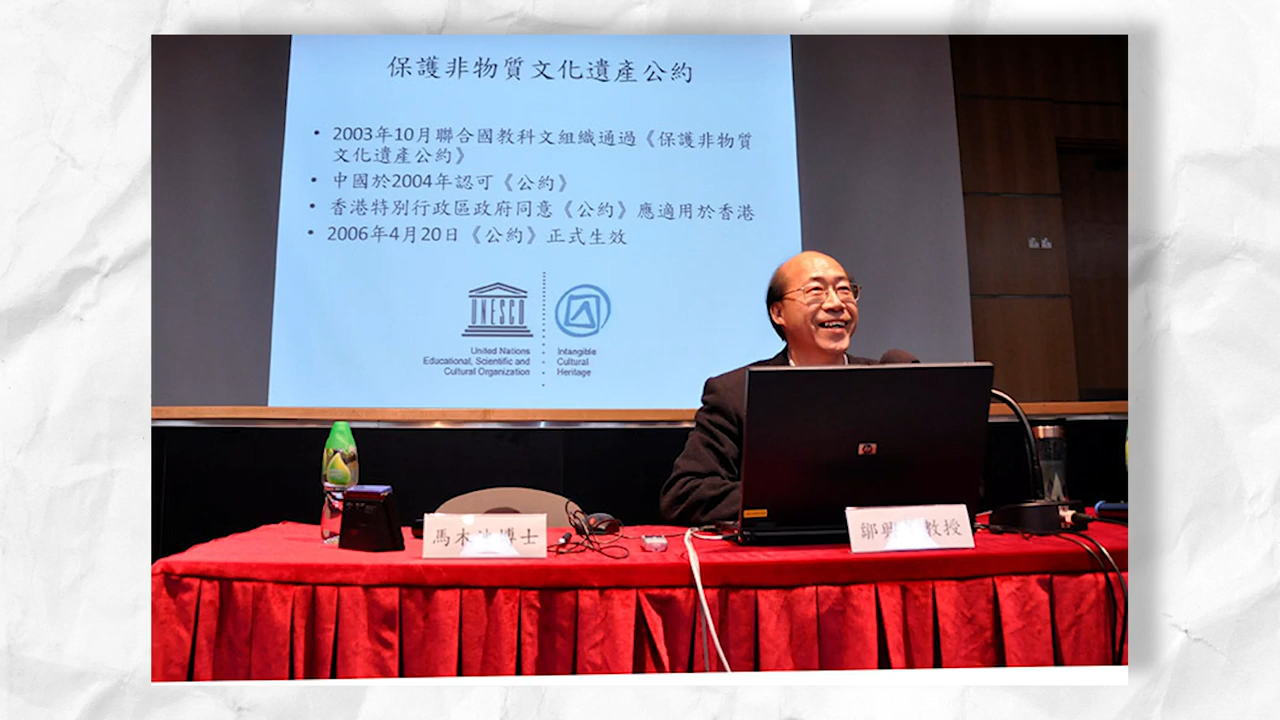 保護非物質文化遺產公約
• 2003年10月聯合國教科文組織通過《保護非物質
文化遺產公約》
• 中國於2004年認可《公約》
• 香港特別行政區政府同意《公約》應適用於香港
• 2006年4月20日《公約》正式生效
UNESCO
United Nations
Educational, Scientific and
Cultural Organization
Intangible
Cultural
Heritage
hp
馬木池博士
教授